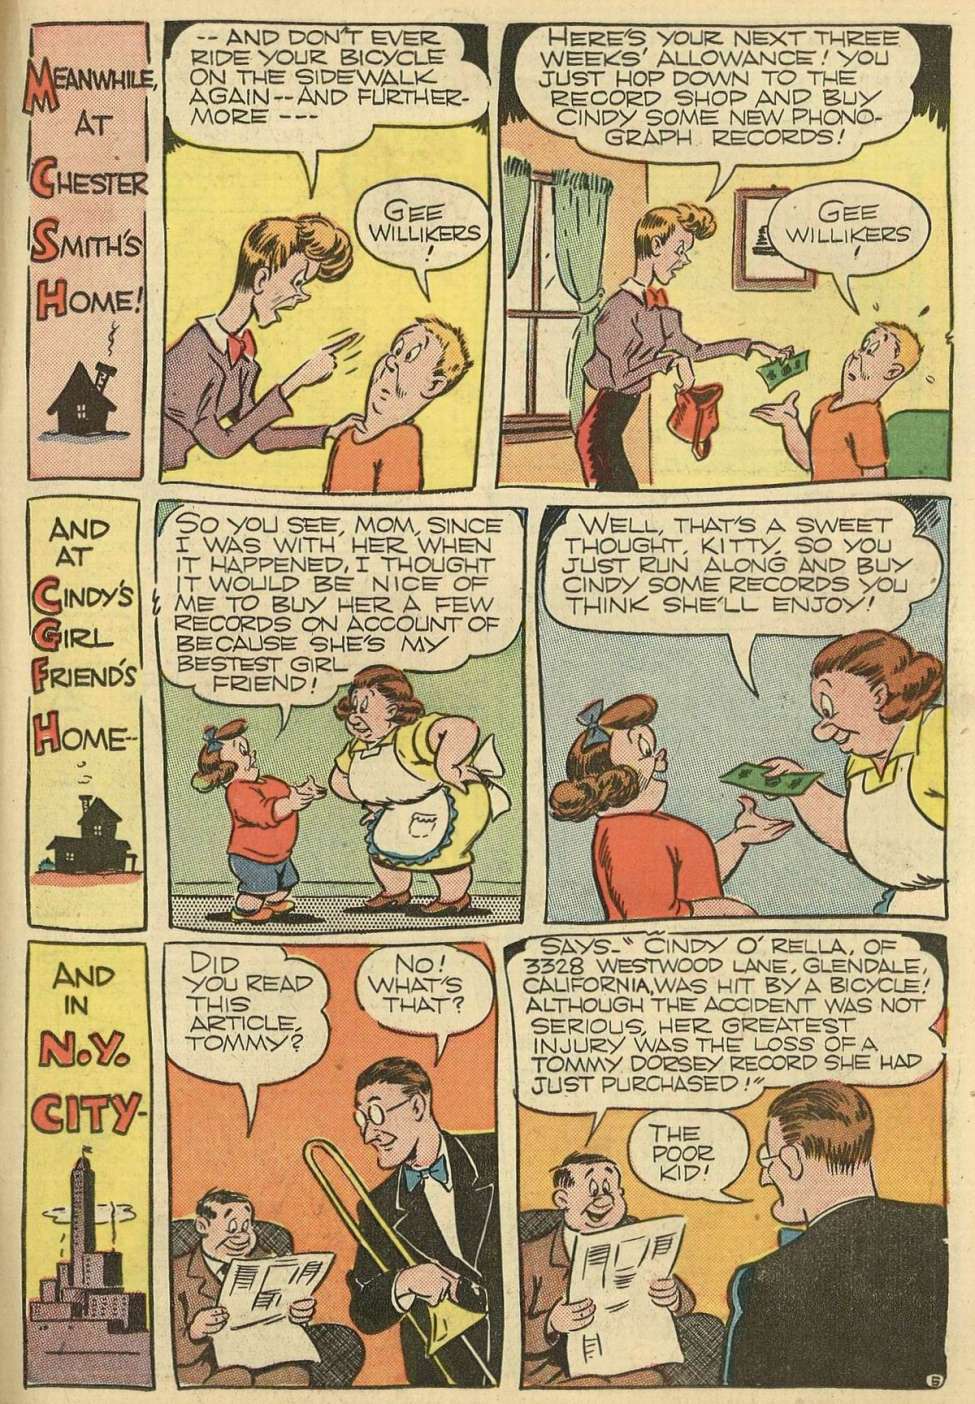 MEANWHILE,
AT
CHESTER
SMITH'S
HOME!
-- AND DON'T EVER
RIDE YOUR BICYCLE
ON THE SIDEWALK
AGAIN--AND FURTHER-
MORE ---
GEE
WILLIKERS
!
HERE'S YOUR NEXT THREE
WEEKS' ALLOWANCE! YOU
JUST HOP DOWN TO THE
RECORD SHOP AND BUY
CINDY SOME NEW PHONO-
GRAPH RECORDS!
GEE
WILLIKERS
!
AND
AT
CINDY'S
GIRL
FRIEND'S
HOME--
SO YOU SEE, MOM, SINCE
I WAS WITH HER WHEN
IT HAPPENED, I THOUGHT
IT WOULD BE NICE OF
ME TO BUY HER A FEW
RECORDS ON ACCOUNT OF
BECAUSE SHE'S MY
BESTEST GIRL
FRIEND!
WELL, THAT'S A SWEET
THOUGHT, KITTY. SO YOU
JUST RUN ALONG AND BUY
CINDY SOME RECORDS YOU
THINK SHE'LL ENJOY!
AND
IN
N.Y.
CITY-
DID
YOU READ
THIS
ARTICLE,
TOMMY?
NO!
WHAT'S
THAT?
SAYS-"CINDY O'RELLA, OF
3328 WESTWOOD LANE, GLENDALE,
CALIFORNIA, WAS HIT BY A BICYCLE!
ALTHOUGH THE ACCIDENT WAS NOT
SERIOUS, HER GREATEST
INJURY WAS THE LOSS OF A
TOMMY DORSEY RECORD SHE HAD
JUST PURCHASED!"
THE
POOR
KID!
5